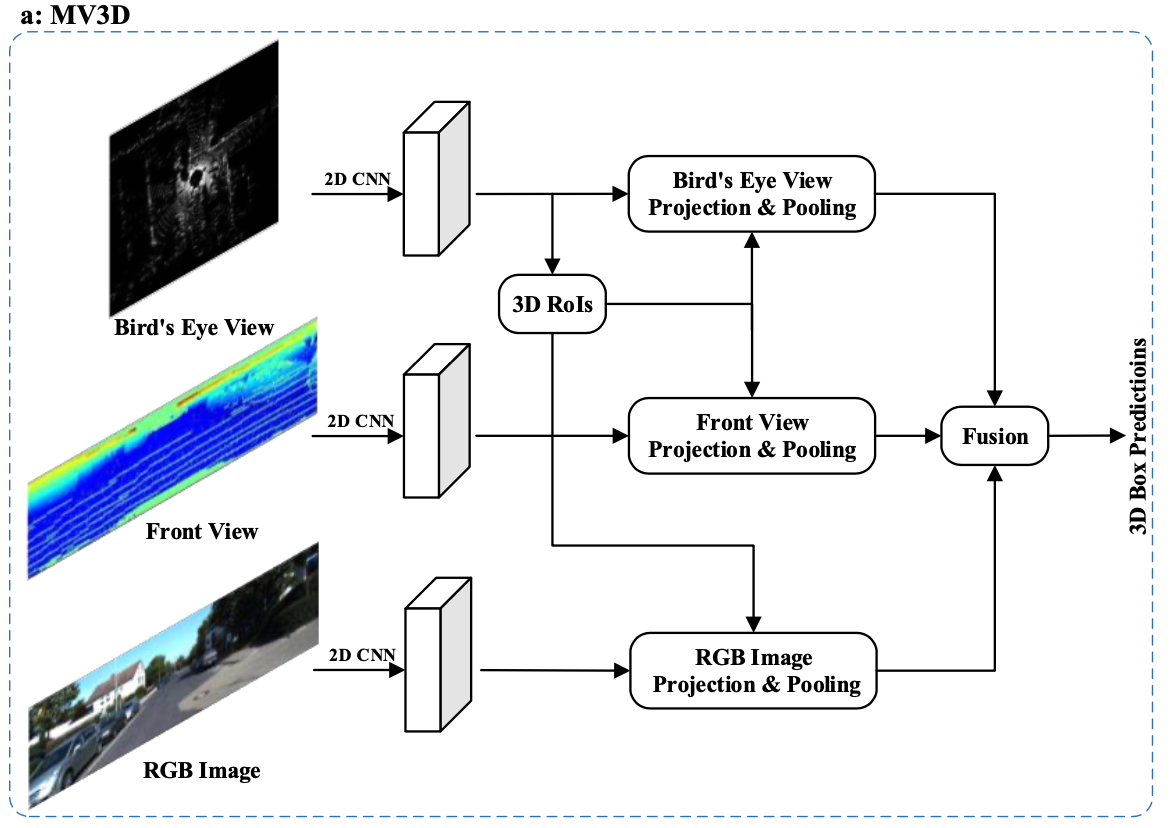 a: MV3D
2D CNN
Bird's Eye View
Projection & Pooling
3D RoIs
Bird's Eye View
2D CNN
Front View
Projection & Pooling
Fusion
3D Box Predictioins
Front View
2D CNN
RGB Image
Projection & Pooling
RGB Image